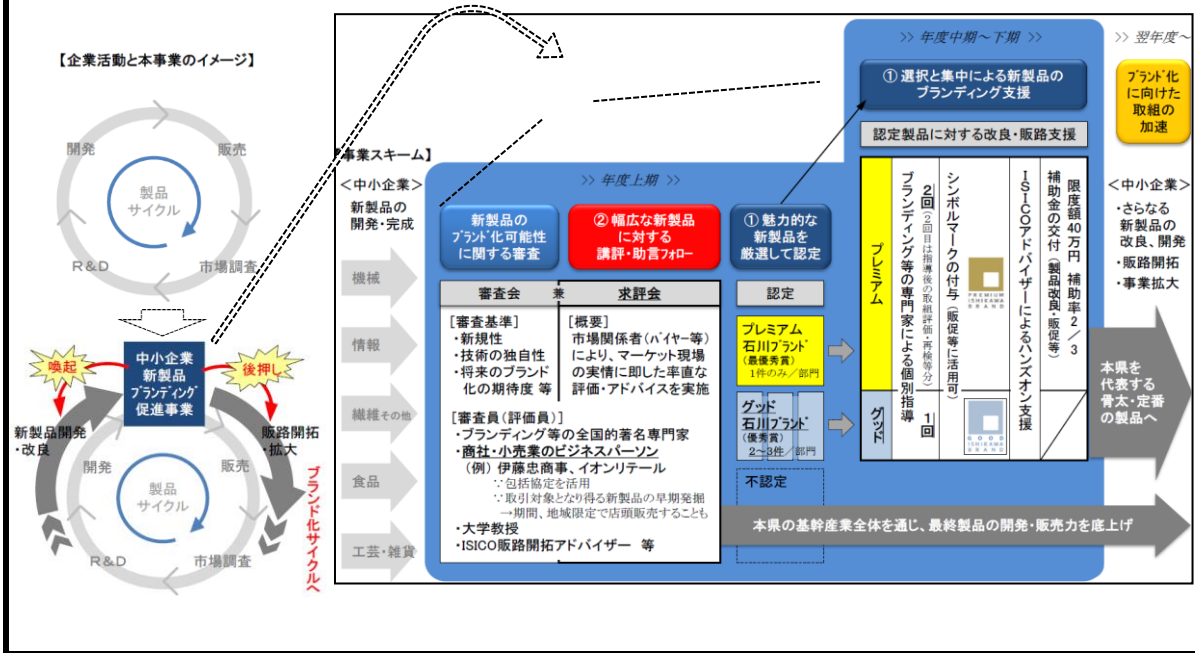 【企業活動と本事業のイメージ】
開発
販売
製品
サイクル
R&D
市場調査
喚起
中小企業
新製品
ブランディング
促進事業
後押し
新製品開発
・改良
販路開拓
・拡大
開発
販売
製品
サイクル
R&D
市場調査
ブランド化サイクルへ
事業スキーム】
<中小企業>
新製品の
開発・完成
機械
情報
繊維その他
食品
工芸・雑貨
>> 年度上期 >>
新製品の
ブランド化可能性
に関する審査
② 幅広な新製品
に対する
講評・助言フォロー
① 魅力的な
新製品を
厳選して認定
審査会 兼 求評会
[審査基準]
・新規性
・技術の独自性
・将来のブランド
化の期待度 等
[概要]
市場関係者(バイヤー等)
により、マーケット現場
の実情に即した率直な
評価・アドバイスを実施
[審査員(評価員)]
・ブランディング等の全国的著名専門家
・商社・小売業のビジネスパーソン
(例) 伊藤忠商事、イオンリテール
∵包括協定を活用
∵取引対象となり得る新製品の早期発掘
→期間、地域限定で店頭販売することも
・大学教授
・ISICO販路開拓アドバイザー 等
認定
プレミアム
石川ブランド
(最優秀賞)
1件のみ/部門
グッド
石川ブランド
(優秀賞)
2~3件/部門
不認定
>> 年度中期~下期 >>
① 選択と集中による新製品の
ブランディング支援
認定製品に対する改良・販路支援
プレミアム
グッド
ブランディング等の専門家による個別指導
2回(2回目は指導後の取組評価・再検等分)
1回
シンボルマークの付与(販促等に活用可)
PREMIUM
ISHIKAWA
BRAND
GOOD
ISHIKAWA
BRAND
ISICOアドバイザーによるハンズオン支援
補助金の交付(製品改良・販促等)
限度額40万円 補助率2/3
>> 翌年度~
ブランド化
に向けた
取組の
加速
<中小企業>
・さらなる
新製品の
改良、開発
・販路開拓
・事業拡大
本県を
代表する
骨太・定番
の製品へ
本県の基幹産業全体を通じ、最終製品の開発・販売力を底上げ